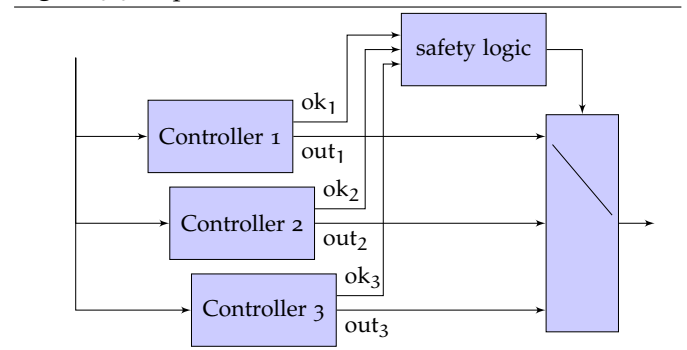 safety logic
ok₁
Controller 1
out₁
ok₂
Controller 2
out₂
ok₃
Controller 3
out₃